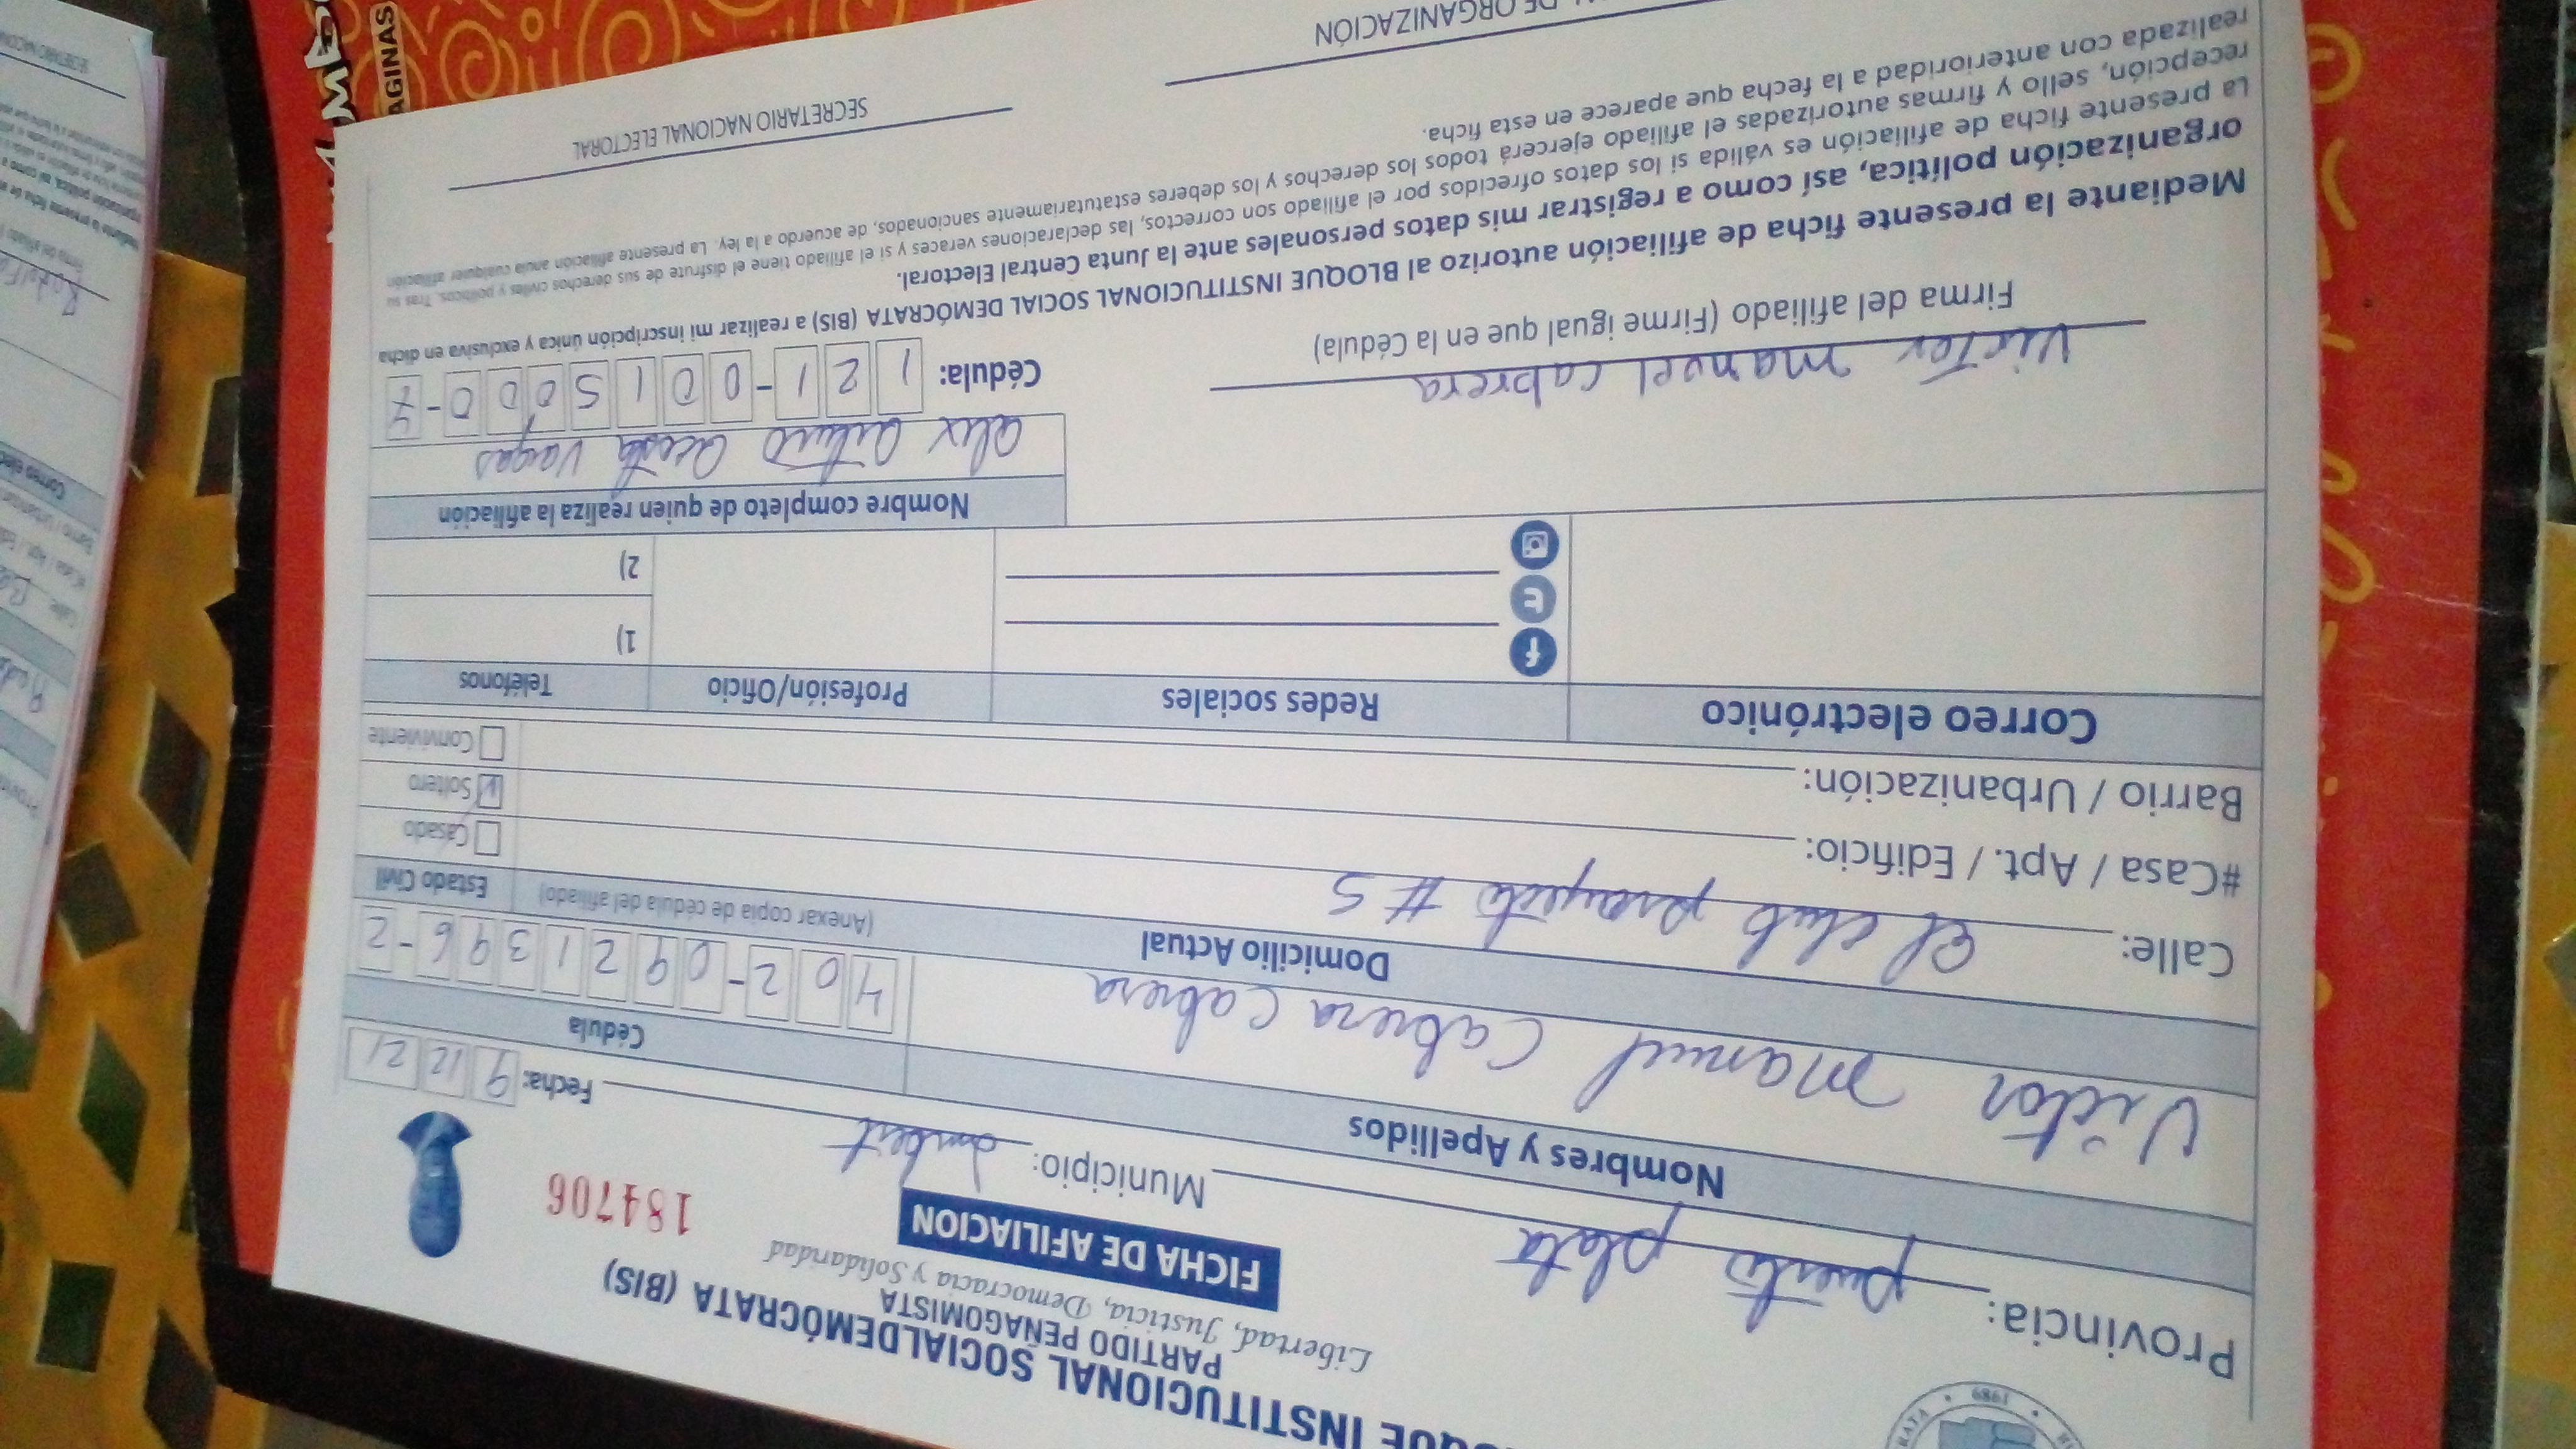 QUE INSTITUCIONAL SOCIALDEMÓCRATA (BIS)
PARTIDO PEÑAGOMISTA
Libertad, Justicia, Democracia y Solidaridad
FICHA DE AFILIACION
184706
1989
Provincia: puerto plata Municipio: Imbert Fecha: 9 12 21
Nombres y Apellidos Cédula
Victor Manuel Cabrera Cabrera 402-0921396-2
Domicilio Actual (Anexar copia de cédula del afiliado) Estado Civil
Calle: El club proyecto # 5 Casado
#Casa / Apt. / Edificio: Soltero
Barrio / Urbanización: Conviviente
Correo electrónico Redes sociales Profesión/Oficio Teléfonos
1)
2)
Nombre completo de quien realiza la afiliación
alex Arturo acosta Vargas
Victor Manuel Cabrera Cédula: 121-0015000-7
Firma del afiliado (Firme igual que en la Cédula)
Mediante la presente ficha de afiliación autorizo al BLOQUE INSTITUCIONAL SOCIAL DEMÓCRATA (BIS) a realizar mi inscripción única y exclusiva en dicha
organización política, así como a registrar mis datos personales ante la Junta Central Electoral.
La presente ficha de afiliación es válida si los datos ofrecidos por el afiliado son correctos, las declaraciones veraces y si el afiliado tiene el disfrute de sus derechos civiles y políticos. Tras su
recepción, sello y firmas autorizadas el afiliado ejercerá todos los derechos y los deberes estatutariamente sancionados, de acuerdo a la ley. La presente afiliación anula cualquier afiliación
realizada con anterioridad a la fecha que aparece en esta ficha.
DE ORGANIZACIÓN SECRETARIO NACIONAL ELECTORAL
AGINAS